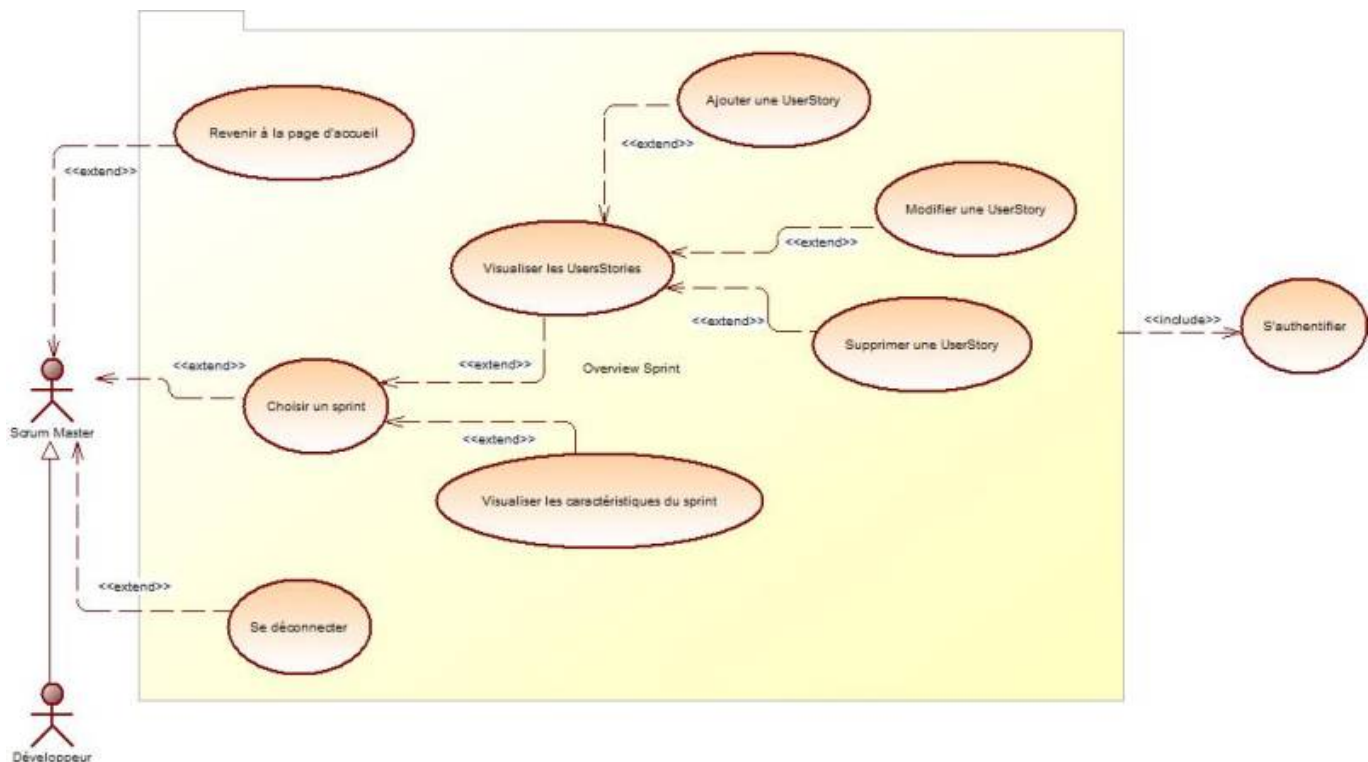 Ajouter une UserStory
Revenir à la page d'accueil
<<extend>>
<<extend>>
Modifier une UserStory
<<extend>>
Visualiser les UsersStories
<<extend>>
Supprimer une UserStory
<<include>>
S'authentifier
<<extend>>
<<extend>>
Overview Sprint
Choisir un sprint
Scrum Master
<<extend>>
Visualiser les caractéristiques du sprint
<<extend>>
Se déconnecter
Développeur